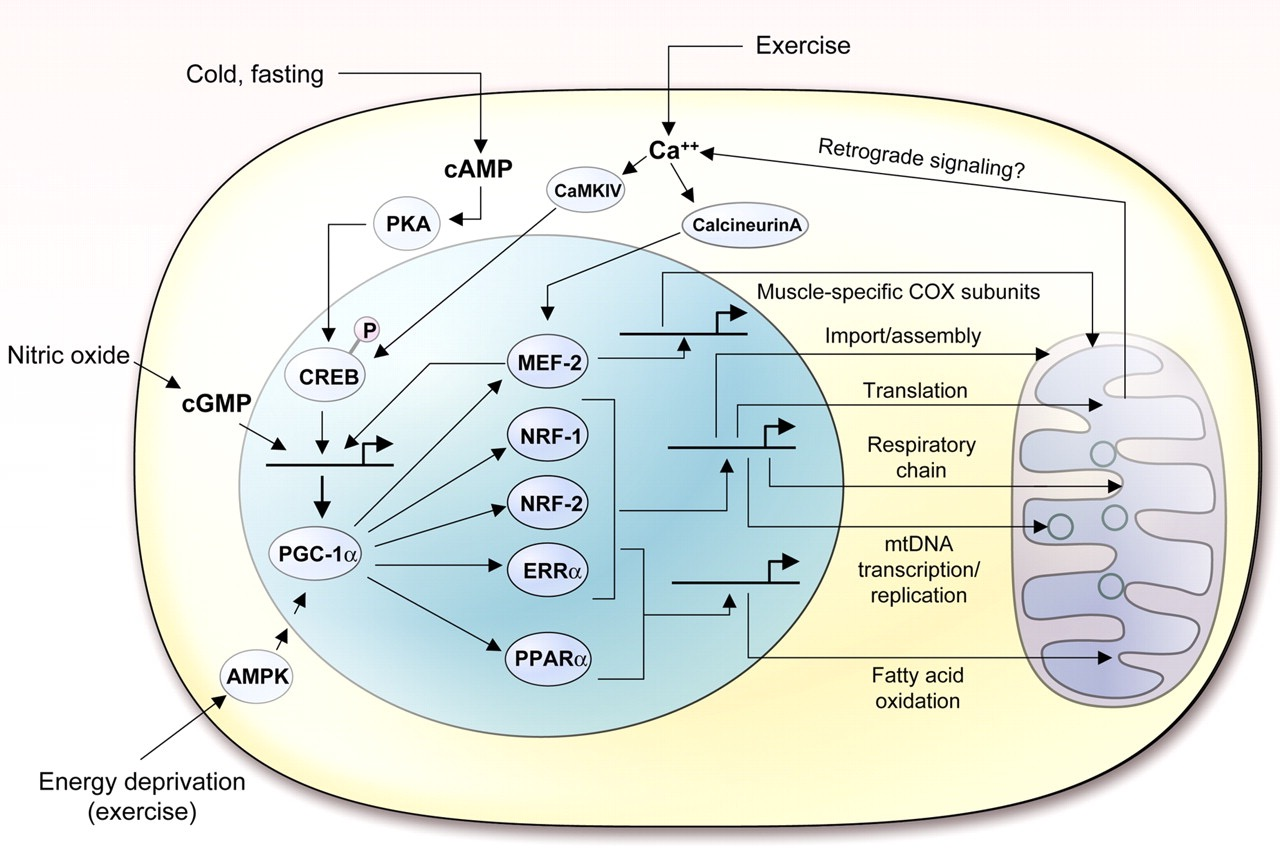 Exercise
Cold, fasting
Ca++
Retrograde signaling?
cAMP
CaMKIV
PKA
CalcineurinA
Muscle-specific COX subunits
P
Import/assembly
Nitric oxide
CREB
MEF-2
cGMP
Translation
NRF-1
Respiratory
chain
NRF-2
PGC-1α
ERRα
mtDNA
transcription/
replication
PPARα
AMPK
Fatty acid
oxidation
Energy deprivation
(exercise)